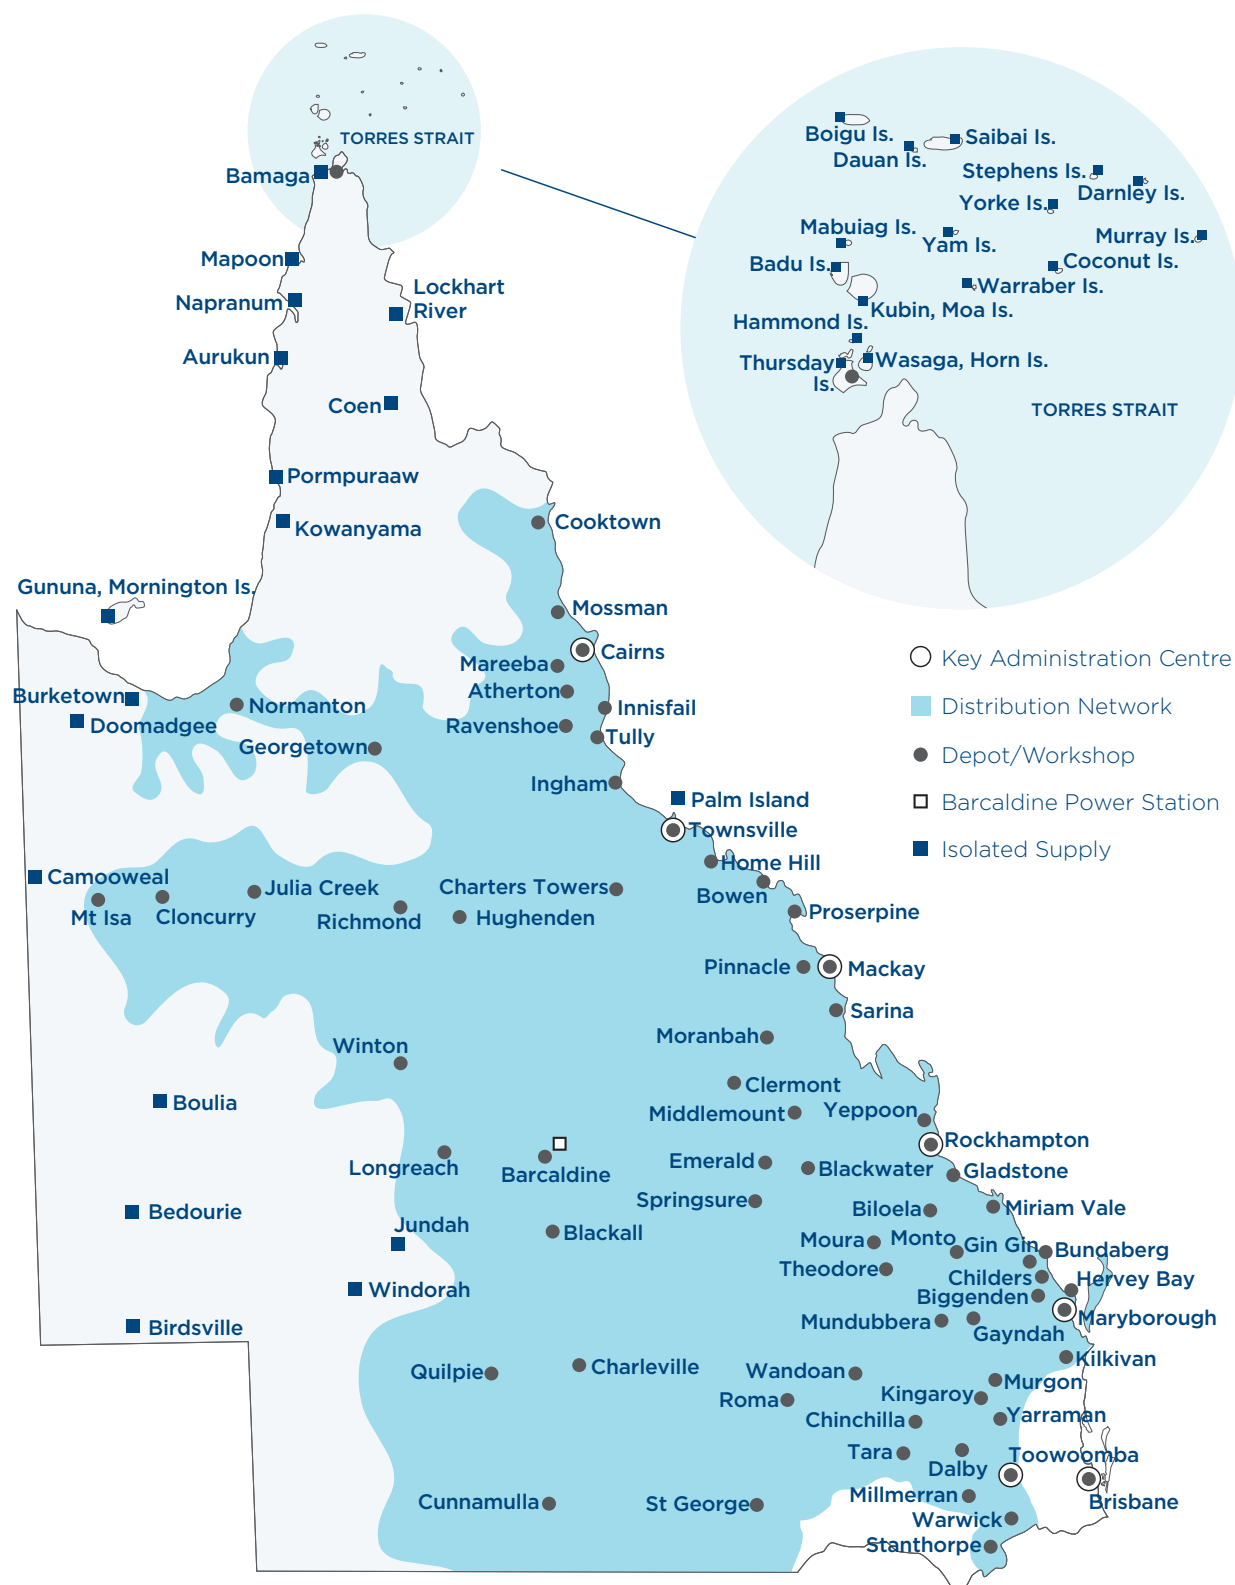 TORRES STRAIT
Bamaga
Mapoon
Napranum
Lockhart
River
Aurukun
Coen
Pormpuraaw
Kowanyama
Cooktown
Gununa, Mornington Is.
Boigu Is.
Saibai Is.
Dauan Is.
Stephens Is.
Darnley Is.
Yorke Is.
Mabuiag Is.
Yam Is.
Murray Is.
Badu Is.
Coconut Is.
Warraber Is.
Kubin, Moa Is.
Hammond Is.
Thursday
Is.
Wasaga, Horn Is.
TORRES STRAIT
Key Administration Centre
Distribution Network
Depot/Workshop
Barcaldine Power Station
Isolated Supply
Mossman
Cairns
Mareeba
Atherton
Burketown
Normanton
Innisfail
Doomadgee
Ravenshoe
Tully
Georgetown
Ingham
Palm Island
Townsville
Home Hill
Camooweal
Julia Creek
Charters Towers
Bowen
Mt Isa
Cloncurry
Richmond
Hughenden
Proserpine
Pinnacle
Mackay
Sarina
Moranbah
Winton
Clermont
Boulia
Middlemount
Yeppoon
Rockhampton
Longreach
Barcaldine
Emerald
Blackwater
Gladstone
Springsure
Biloela
Miriam Vale
Bedourie
Jundah
Blackall
Moura
Monto
Gin Gin
Bundaberg
Theodore
Childers
Hervey Bay
Windorah
Biggenden
Birdsville
Mundubbera
Maryborough
Gayndah
Kilkivan
Quilpie
Charleville
Wandoan
Murgon
Roma
Kingaroy
Chinchilla
Yarraman
Tara
Toowoomba
Dalby
Cunnamulla
St George
Millmerran
Brisbane
Warwick
Stanthorpe